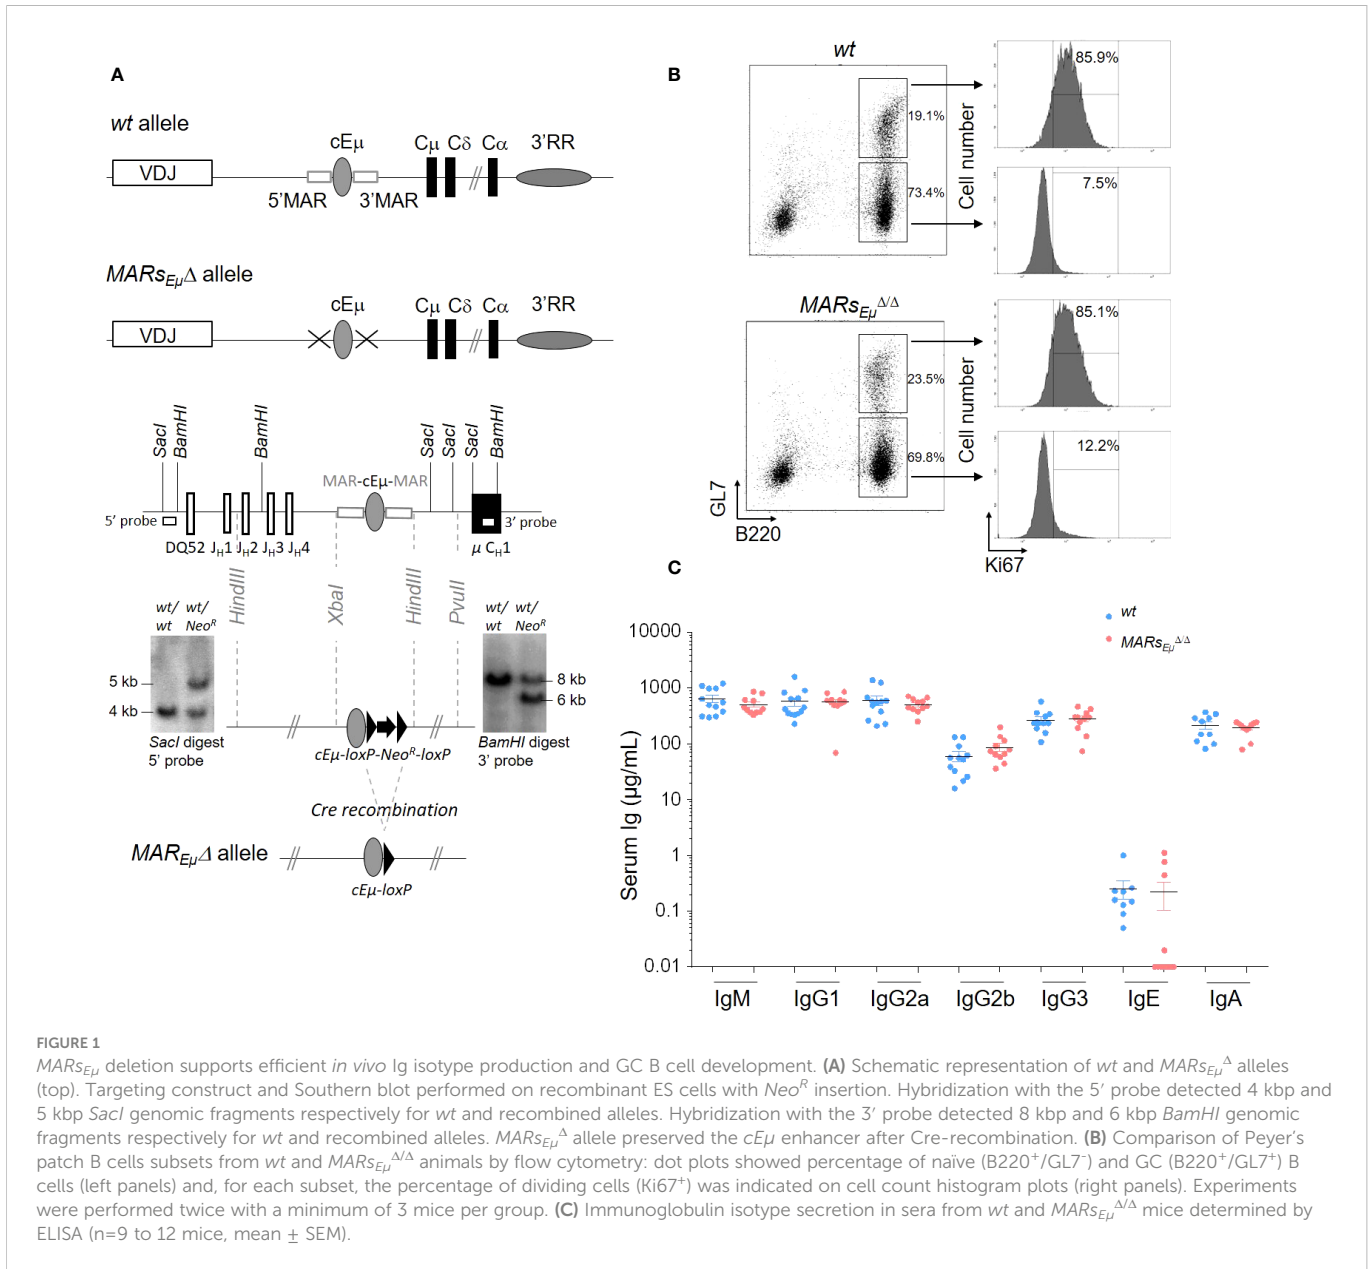 A
wt allele
cEμ
Cμ Cδ Cα 3'RR
VDJ
5'MAR 3'MAR
MARsEμΔ allele
cEμ
Cμ Cδ Cα 3'RR
VDJ
SacI BamHI BamHI SacI SacI SacI BamHI
MAR-cEμ-MAR
5' probe 3' probe
DQ52 JH1 JH2 JH3 JH4 μ CH1
HindIII XbaI HindIII PvuII
wt/ wt/ wt/ wt/
wt NeoR wt NeoR
5 kb 8 kb
4 kb 6 kb
SacI digest
5' probe
cEμ-loxP-NeoR-loxP
BamHI digest
3' probe
Cre recombination
MAREμΔ allele
cEμ-loxP
B
wt
19.1%
73.4%
Cell number
85.9%
7.5%
MARsEμΔ/Δ
23.5%
69.8%
Cell number
85.1%
12.2%
GL7
B220
Ki67
C
wt
MARsEμΔ/Δ
Serum Ig (μg/mL)
10000
1000
100
10
1
0.1
0.01
IgM IgG1 IgG2a IgG2b IgG3 IgE IgA
FIGURE 1
MARsEμ deletion supports efficient in vivo Ig isotype production and GC B cell development. (A) Schematic representation of wt and MARsEμΔ alleles
(top). Targeting construct and Southern blot performed on recombinant ES cells with NeoR insertion. Hybridization with the 5′ probe detected 4 kbp and
5 kbp SacI genomic fragments respectively for wt and recombined alleles. Hybridization with the 3′ probe detected 8 kbp and 6 kbp BamHI genomic
fragments respectively for wt and recombined alleles. MARsEμΔ allele preserved the cEμ enhancer after Cre-recombination. (B) Comparison of Peyer's
patch B cells subsets from wt and MARsEμΔ/Δ animals by flow cytometry: dot plots showed percentage of naïve (B220+/GL7-) and GC (B220+/GL7+) B
cells (left panels) and, for each subset, the percentage of dividing cells (Ki67+) was indicated on cell count histogram plots (right panels). Experiments
were performed twice with a minimum of 3 mice per group. (C) Immunoglobulin isotype secretion in sera from wt and MARsEμΔ/Δ mice determined by
ELISA (n=9 to 12 mice, mean ± SEM).